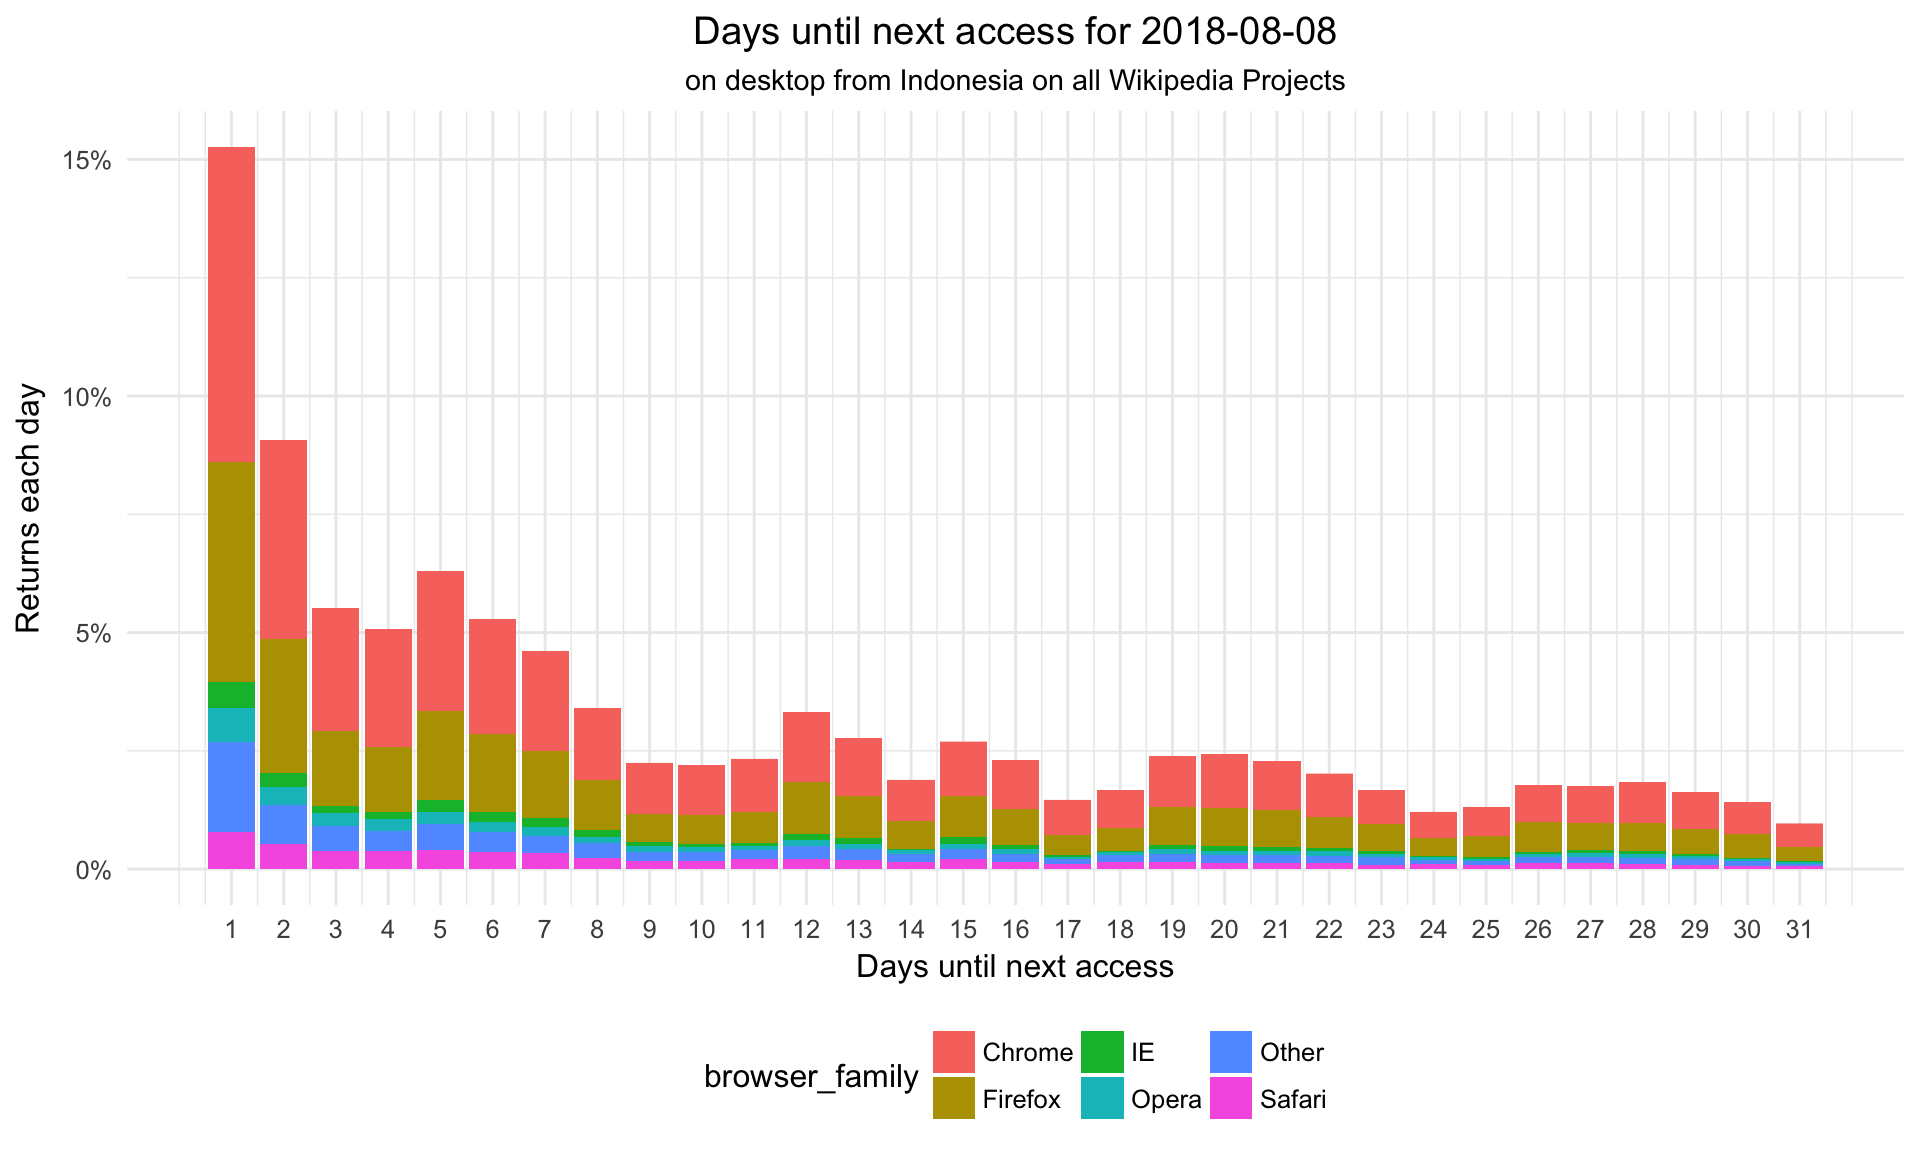 Days until next access for 2018-08-08
on desktop from Indonesia on all Wikipedia Projects
Returns each day
15%
10%
5%
0%
1 2 3 4 5 6 7 8 9 10 11 12 13 14 15 16 17 18 19 20 21 22 23 24 25 26 27 28 29 30 31
Days until next access
browser_family
Chrome IE Other
Firefox Opera Safari